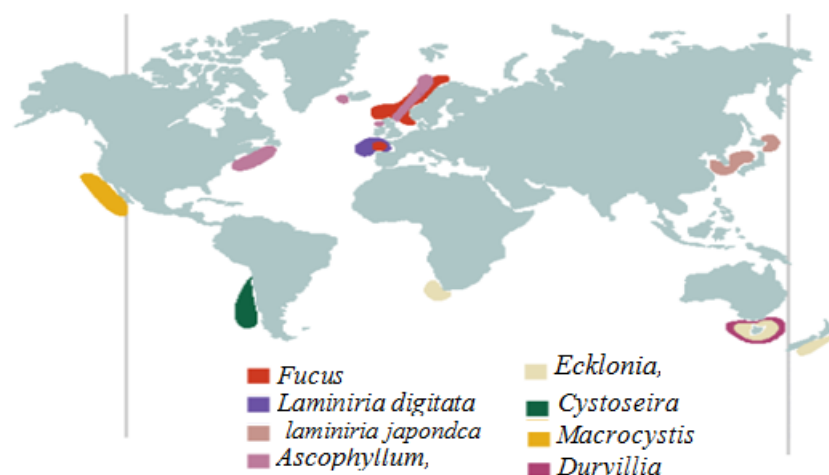 Fucus
Laminiria digitata
laminiria japondca
Ascophyllum,
Ecklonia,
Cystoseira
Macrocystis
Durvillia